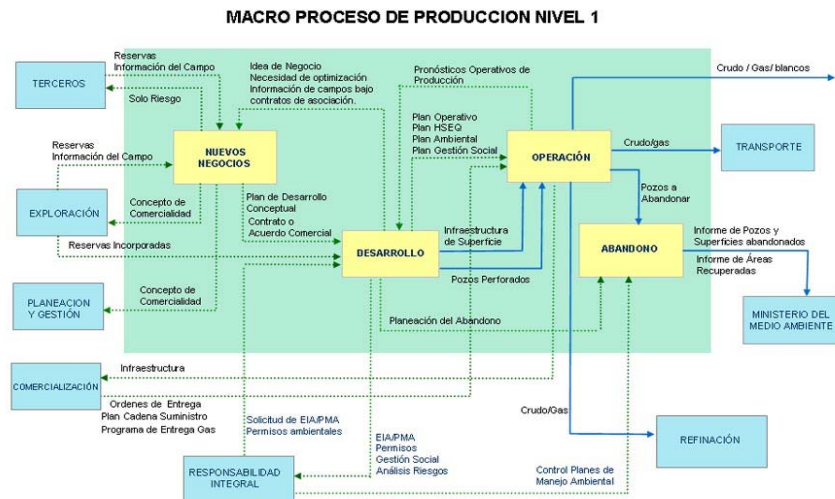 MACRO PROCESO DE PRODUCCION NIVEL 1
Reservas
Información del Campo
TERCEROS
Solo Riesgo
Idea de Negocio
Necesidad de optimización
Información de campos bajo
contratos de asociación.
Pronósticos Operativos de
Producción
Crudo / Gas/ blancos
Plan Operativo
Plan HSEQ
Plan Ambiental
Plan Gestión Social
NUEVOS
NEGOCIOS
OPERACIÓN
Crudo/gas
TRANSPORTE
Reservas
Información del Campo
EXPLORACIÓN
Concepto de
Comercialidad
Reservas Incorporadas
Plan de Desarrollo
Conceptual
Contrato o
Acuerdo Comercial
DESARROLLO
Infraestructura
de Superficie
Pozos Perforados
Pozos a
Abandonar
ABANDONO
Informe de Pozos y
Superficies abandonados
Informe de Áreas
Recuperadas
PLANEACION
Y GESTIÓN
Concepto de
Comercialidad
Planeación del Abandono
MINISTERIO DEL
MEDIO AMBIENTE
COMERCIALIZACIÓN
Infraestructura
Ordenes de Entrega
Plan Cadena Suministro
Programa de Entrega Gas
Solicitud de EIA/PMA
Permisos ambientales
EIA/PMA
Permisos
Gestión Social
Análisis Riesgos
Crudo/Gas
REFINACIÓN
RESPONSABILIDAD
INTEGRAL
Control Planes de
Manejo Ambiental